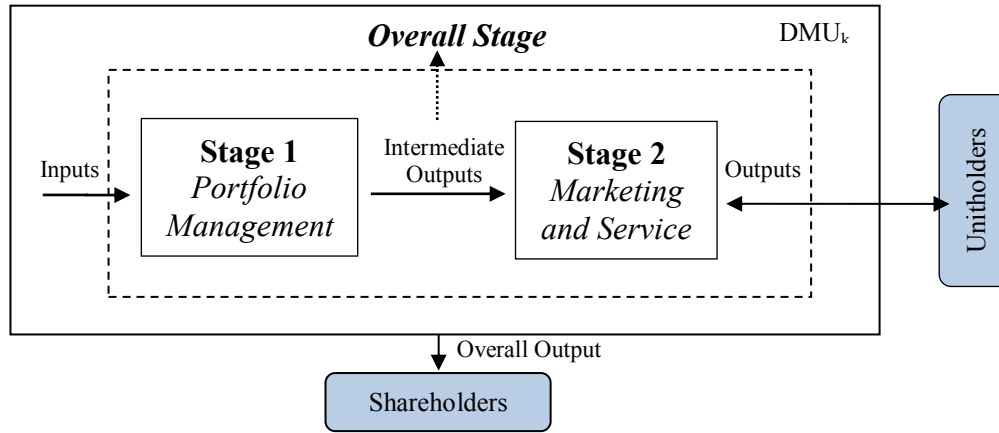 Overall Stage
DMUk
Inputs
Stage 1
Portfolio
Management
Intermediate
Outputs
Stage 2
Marketing
and Service
Outputs
Unitholders
Overall Output
Shareholders